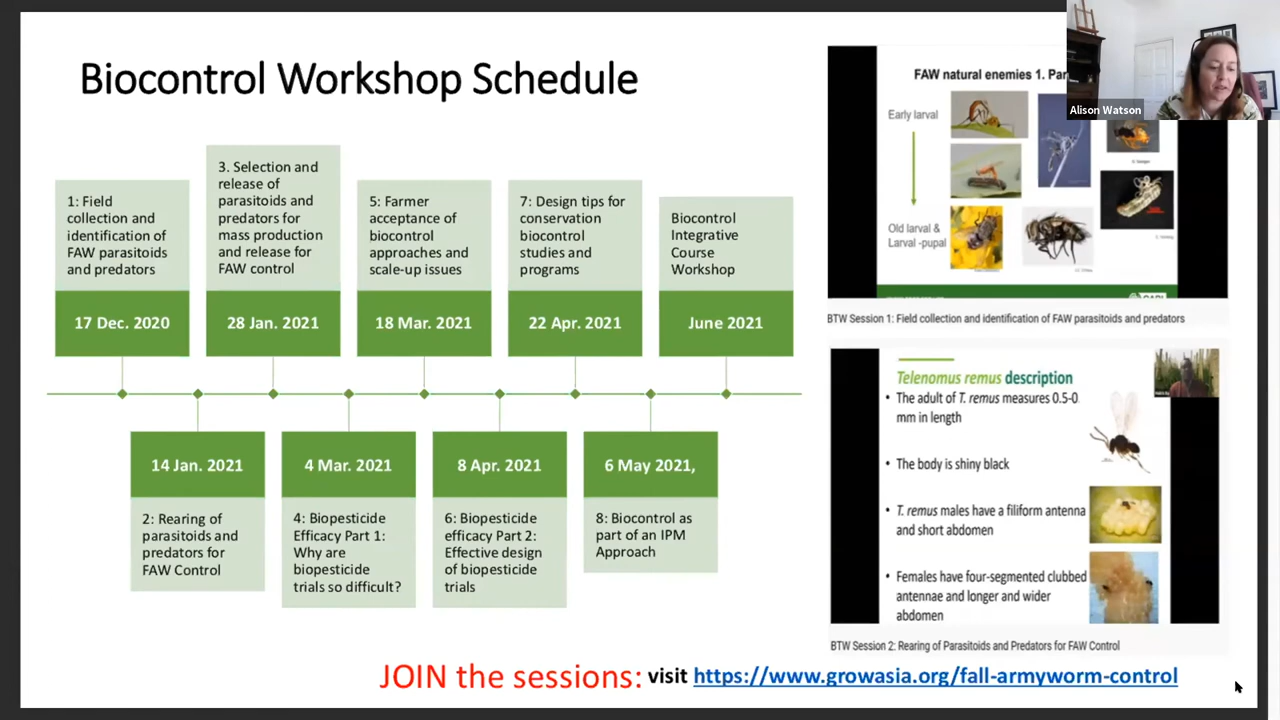 Biocontrol Workshop Schedule
1: Field
collection and
identification of
FAW parasitoids
and predators
17 Dec. 2020
3. Selection and
release of
parasitoids and
predators for
mass production
and release for
FAW control
28 Jan. 2021
5: Farmer
acceptance of
biocontrol
approaches and
scale-up issues
18 Mar. 2021
7: Design tips for
conservation
biocontrol
studies and
programs
22 Apr. 2021
Biocontrol
Integrative
Course
Workshop
June 2021
14 Jan. 2021
2: Rearing of
parasitoids and
predators for
FAW Control
4 Mar. 2021
4: Biopesticide
Efficacy Part 1:
Why are
biopesticide
trials so difficult?
8 Apr. 2021
6: Biopesticide
efficacy Part 2:
Effective design
of biopesticide
trials
6 May 2021,
8: Biocontrol as
part of an IPM
Approach
FAW natural enemies 1. Par
Early larval
Old larval &
Larval -pupal
BTW Session 1: Field collection and identification of FAW parasitoids and predators
Telenomus remus description
• The adult of T. remus measures 0.5-0
mm in length
• The body is shiny black
• T. remus males have a filiform antenna
and short abdomen
• Females have four-segmented clubbed
antennae and longer and wider
abdomen
BTW Session 2: Rearing of Parasitoids and Predators for FAW Control
JOIN the sessions: visit https://www.growasia.org/fall-armyworm-control
Alison Watson